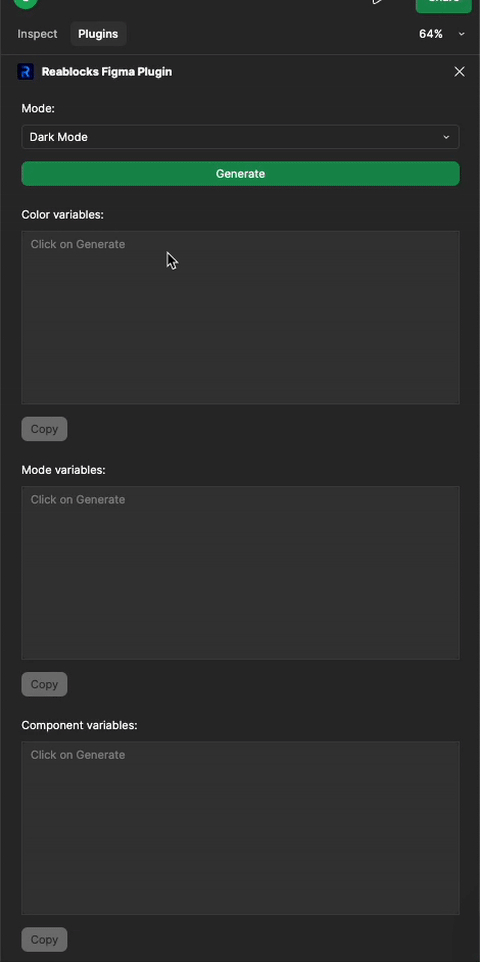 Inspect
Plugins
64%
Reablocks Figma Plugin
Mode:
Dark Mode
Generate
Color variables:
Click on Generate
Copy
Mode variables:
Click on Generate
Copy
Component variables:
Click on Generate
Copy